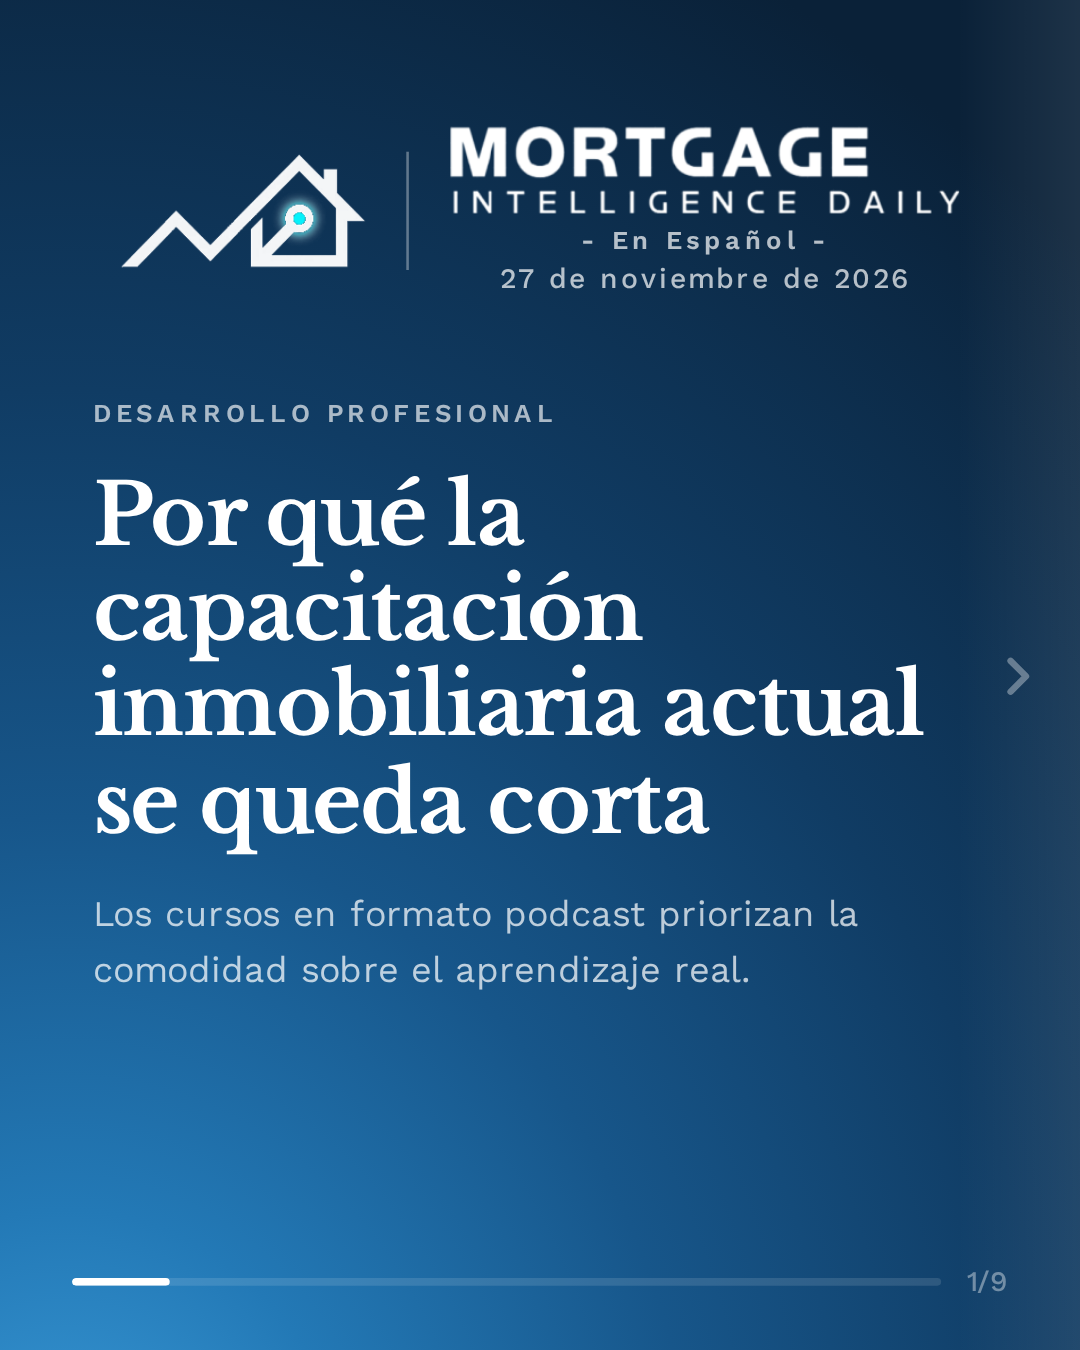 MORTGAGE
INTELLIGENCE DAILY
- En Español -
27 de noviembre de 2026
DESARROLLO PROFESIONAL
Por qué la
capacitación
inmobiliaria actual
se queda corta
Los cursos en formato podcast priorizan la
comodidad sobre el aprendizaje real.
1/9